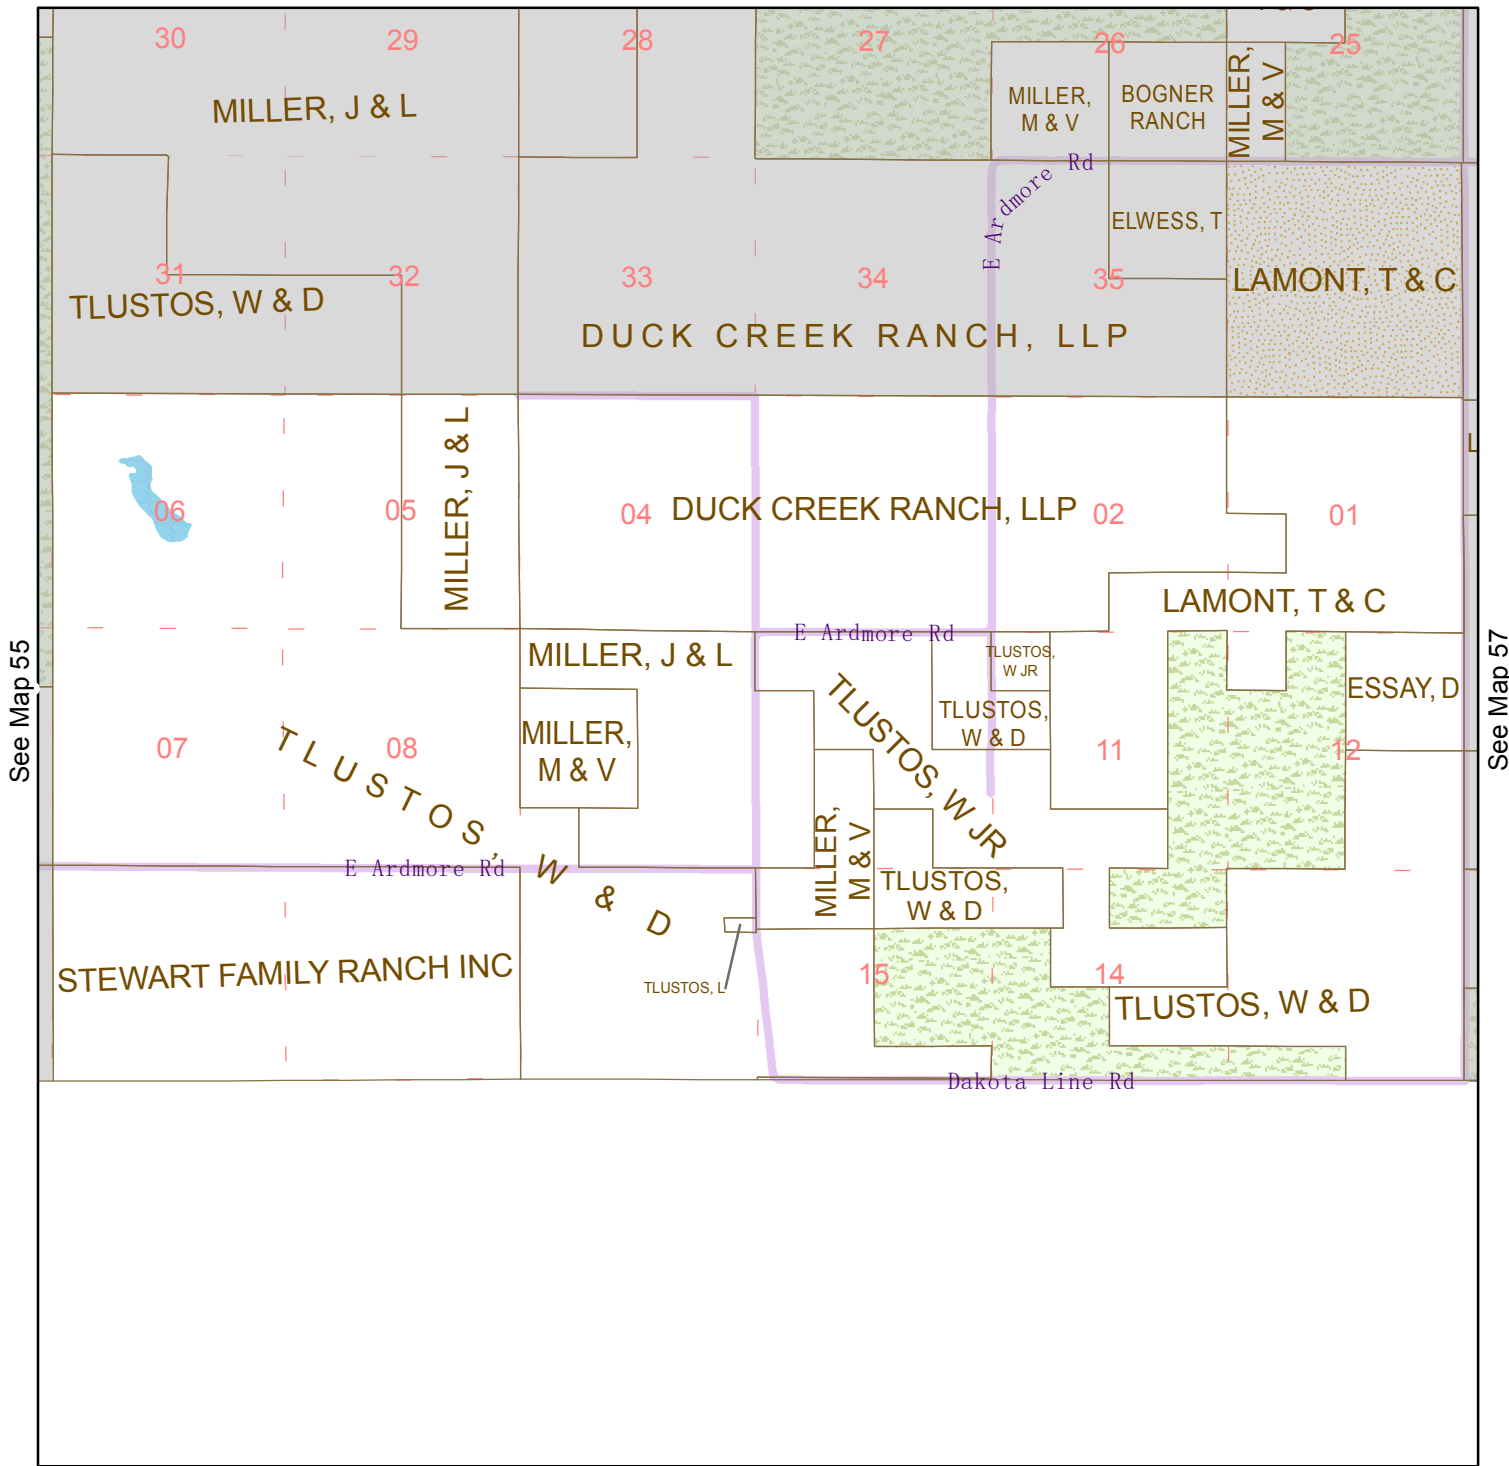 30
29
28
27
26
25
MILLER, J & L
MILLER,
M & V
BOGNER
RANCH
MILLER,
M & V
E Ardmore Rd
ELWESS, T
31
32
33
34
35
LAMONT, T & C
TLUSTOS, W & D
DUCK CREEK RANCH, LLP
MILLER, J & L
L
06
05
04
DUCK CREEK RANCH, LLP
02
01
LAMONT, T & C
E Ardmore Rd
See Map 55
See Map 57
MILLER, J & L
TLUSTOS,
W JR
TLUSTOS, W JR
TLUSTOS,
W & D
ESSAY, D
07
08
MILLER,
M & V
11
12
TLUSTOS, W & D
MILLER,
M & V
E Ardmore Rd
TLUSTOS,
W & D
STEWART FAMILY RANCH INC
TLUSTOS, L
15
14
TLUSTOS, W & D
Dakota Line Rd